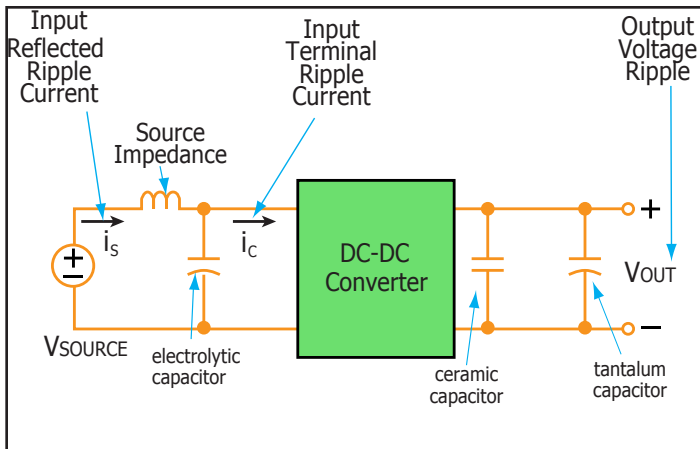 Input
Reflected
Ripple
Current
Input
Terminal
Ripple
Current
Output
Voltage
Ripple
Source
Impedance
iS
iC
+
−
VSOURCE
electrolytic
capacitor
DC-DC
Converter
ceramic
capacitor
+
VOUT
−
tantalum
capacitor